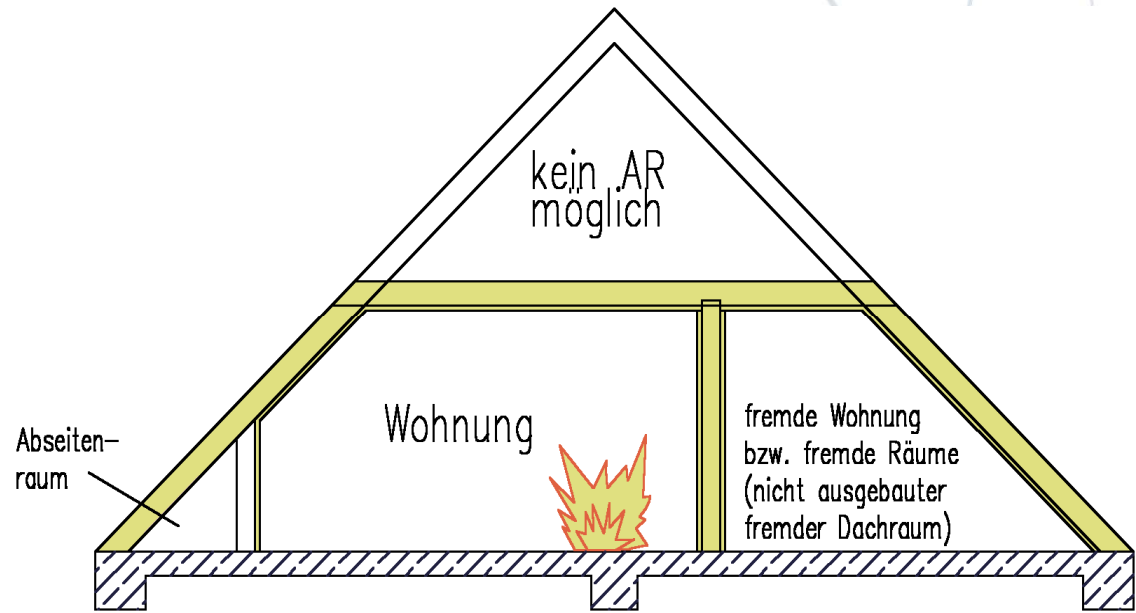 kein AR
möglich
Wohnung
Abseiten-
raum
fremde Wohnung
bzw. fremde Räume
(nicht ausgebauter
fremder Dachraum)